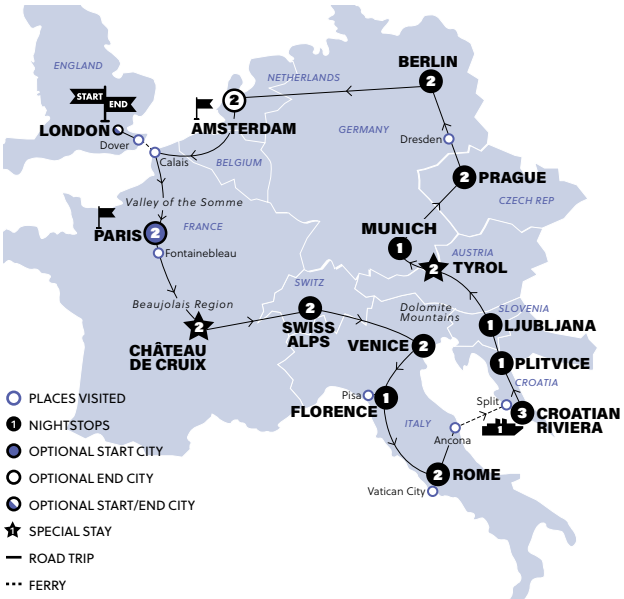 ENGLAND
START
END
LONDON
Dover
Calais
NETHERLANDS
2
AMSTERDAM
BELGIUM
BERLIN
2
GERMANY
Dresden
2
PRAGUE
CZECH REP
Valley of the Somme
PARIS
2
FRANCE
Fontainebleau
MUNICH
1
AUSTRIA
2
TYROL
Beaujolais Region
2
CHÂTEAU
DE CRUIX
SWITZ
2
SWISS
ALPS
Dolomite
Mountains
VENICE
2
SLOVENIA
1
LJUBLJANA
1
PLITVICE
CROATIA
Pisa
1
FLORENCE
ITALY
Split
3
CROATIAN
RIVIERA
1
Ancona
2
ROME
Vatican City
PLACES VISITED
1
NIGHTSTOPS
OPTIONAL START CITY
OPTIONAL END CITY
OPTIONAL START/END CITY
1
SPECIAL STAY
ROAD TRIP
FERRY